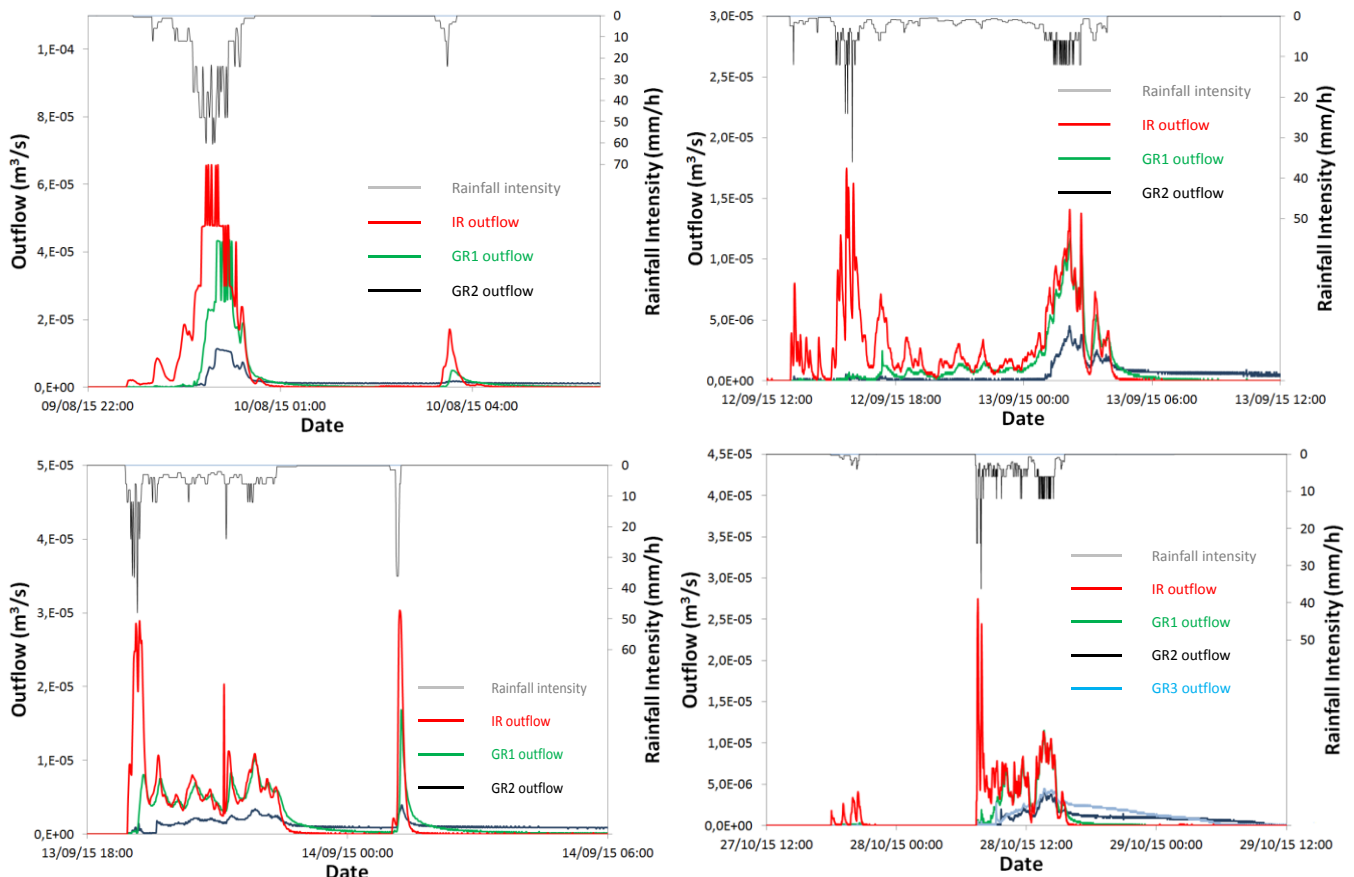 1,E-04
8,E-05
6,E-05
4,E-05
2,E-05
0,E+00
Outflow (m³/s)
0
10
20
30
40
50
60
70
Rainfall Intensity (mm/h)
Rainfall intensity
IR outflow
GR1 outflow
GR2 outflow
09/08/15 22:00
10/08/15 01:00
10/08/15 04:00
Date
3,0E-05
2,5E-05
2,0E-05
1,5E-05
1,0E-05
5,0E-06
0,0E+00
Outflow (m³/s)
0
10
20
30
40
50
Rainfall Intensity (mm/h)
Rainfall intensity
IR outflow
GR1 outflow
GR2 outflow
12/09/15 12:00
12/09/15 18:00
13/09/15 00:00
13/09/15 06:00
13/09/15 12:00
Date
5,E-05
4,E-05
3,E-05
2,E-05
1,E-05
0,E+00
Outflow (m³/s)
0
10
20
30
40
50
60
Rainfall Intensity (mm/h)
Rainfall intensity
IR outflow
GR1 outflow
GR2 outflow
13/09/15 18:00
14/09/15 00:00
14/09/15 06:00
Date
4,5E-05
4,0E-05
3,5E-05
3,0E-05
2,5E-05
2,0E-05
1,5E-05
1,0E-05
5,0E-06
0,0E+00
Outflow (m³/s)
0
10
20
30
40
50
Rainfall Intensity (mm/h)
Rainfall intensity
IR outflow
GR1 outflow
GR2 outflow
GR3 outflow
27/10/15 12:00
28/10/15 00:00
28/10/15 12:00
29/10/15 00:00
29/10/15 12:00
Date